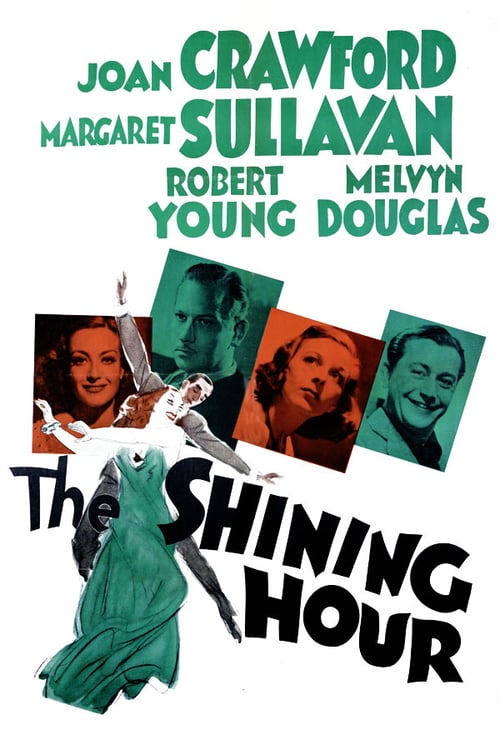 JOAN CRAWFORD
MARGARET SULLAVAN
ROBERT YOUNG
MELVYN DOUGLAS
The SHINING
HOUR